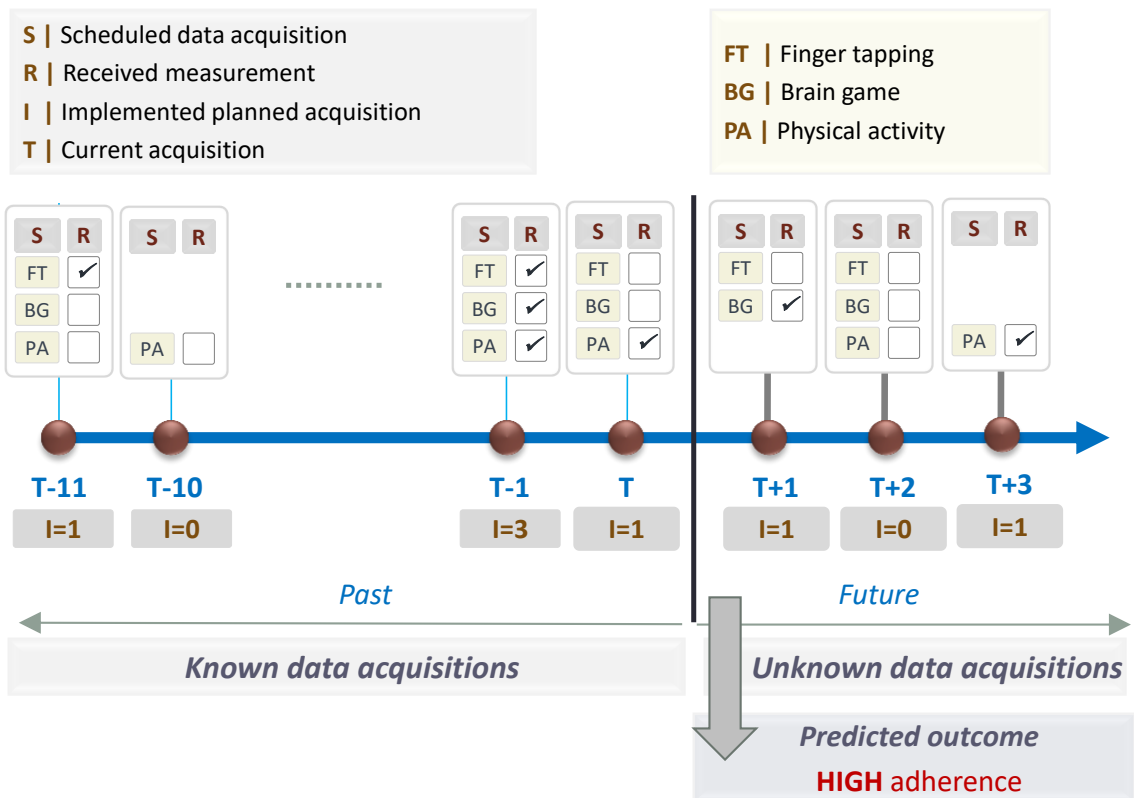 S | Scheduled data acquisition
R | Received measurement
I | Implemented planned acquisition
T | Current acquisition
FT | Finger tapping
BG | Brain game
PA | Physical activity
S R
FT ✓
BG
PA
S R
PA
S R
FT ✓
BG ✓
PA ✓
S R
FT
BG
PA ✓
S R
FT
BG ✓
S R
FT
BG
PA
S R
PA ✓
T-11 T-10 T-1 T T+1 T+2 T+3
I=1 I=0 I=3 I=1 I=1 I=0 I=1
Past Future
Known data acquisitions Unknown data acquisitions
Predicted outcome
HIGH adherence